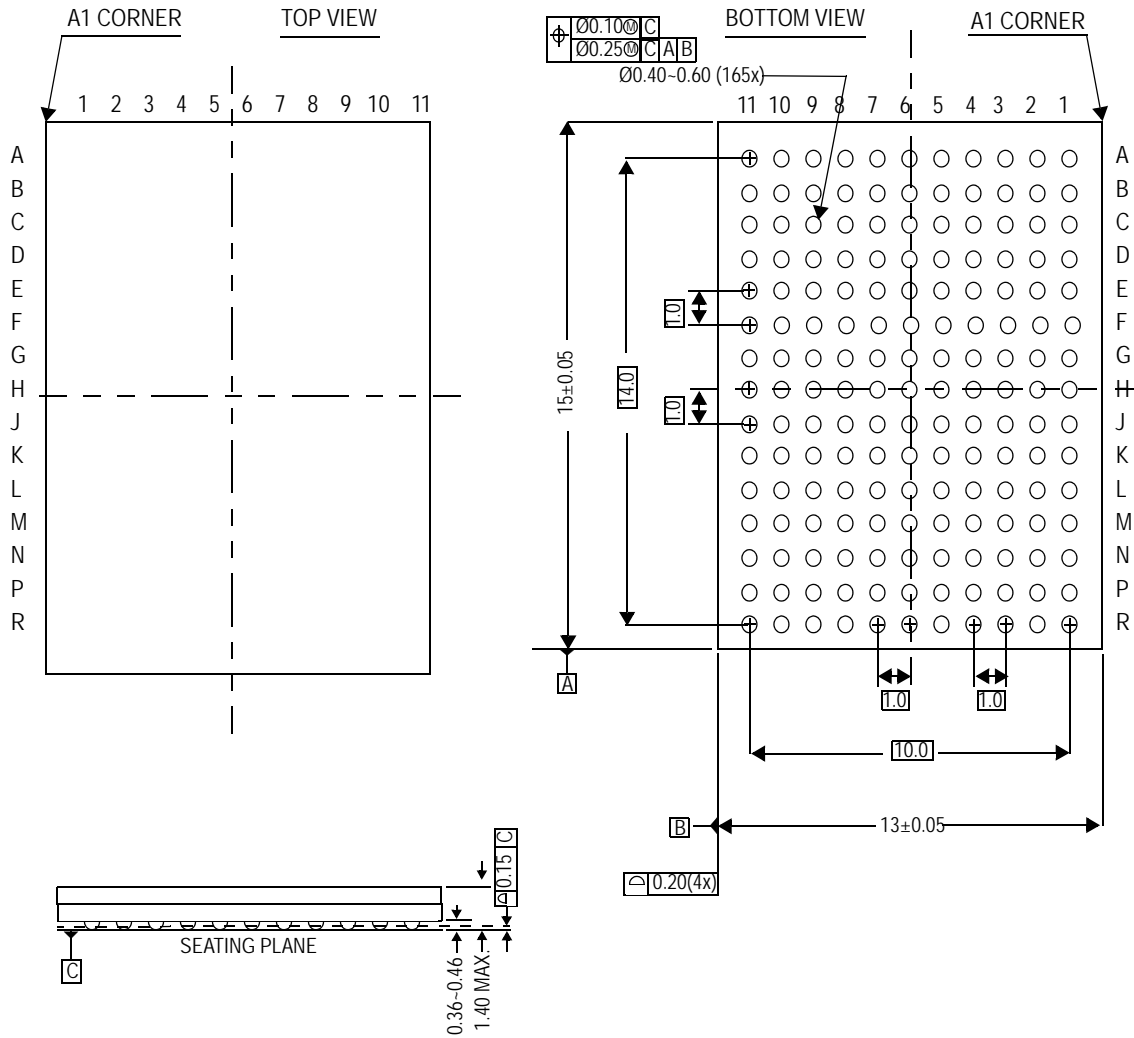 A1 CORNER
TOP VIEW
1 2 3 4 5 6 7 8 9 10 11
A
B
C
D
E
F
G
H
J
K
L
M
N
P
R
Ø0.10Ⓜ C
Ø0.25Ⓜ C A B
BOTTOM VIEW
A1 CORNER
Ø0.40~0.60 (165x)
11 10 9 8 7 6 5 4 3 2 1
A
B
C
D
E
F
G
H
J
K
L
M
N
P
R
1.0
1.0
14.0
15±0.05
A
1.0
1.0
10.0
B
13±0.05
0.20(4x)
0.15 C
SEATING PLANE
C
0.36~0.46
1.40 MAX.